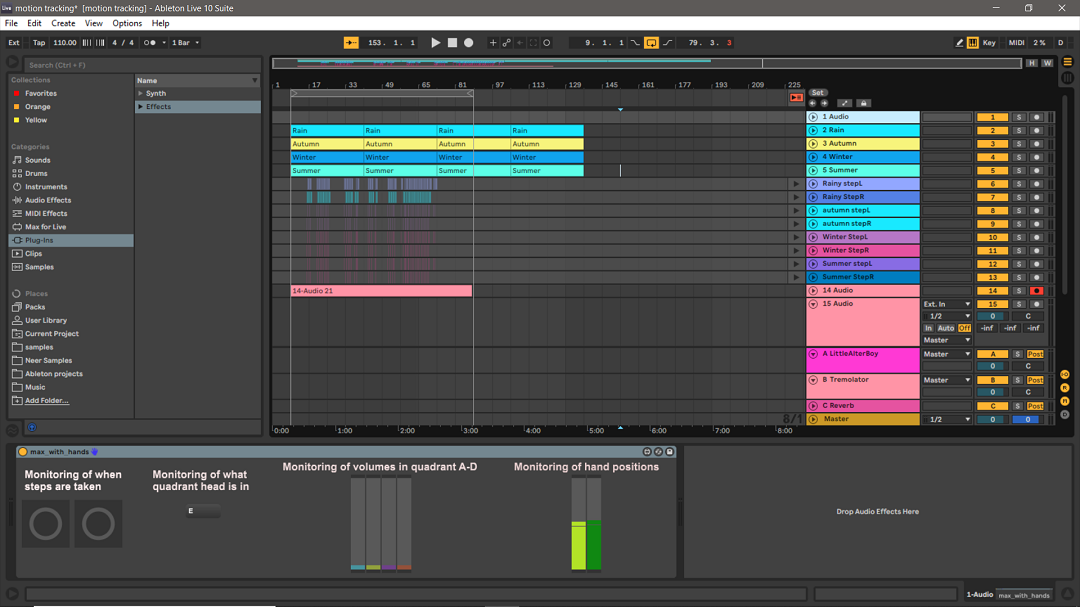 Live motion tracking* [motion tracking] - Ableton Live 10 Suite
File Edit Create View Options Help
Ext Tap 110.00 4 / 4 1 Bar 153. 1. 1 9. 1. 1 79. 3. 3 Key MIDI 2 % D
Search (Ctrl + F)
H W
Collections
Favorites
Orange
Yellow
Categories
Sounds
Drums
Instruments
Audio Effects
MIDI Effects
Max for Live
Plug-Ins
Clips
Samples
Places
Packs
User Library
Current Project
samples
Neer Samples
Ableton projects
Music
Add Folder...
Name
Synth
Effects
1 17 33 49 65 81 97 113 129 145 161 177 193 209 225
Set
Rain Rain Rain Rain
Autumn Autumn Autumn Autumn
Winter Winter Winter Winter
Summer Summer Summer Summer
14-Audio 21
1 Audio 1 S
2 Rain 2 S
3 Autumn 3 S
4 Winter 4 S
5 Summer 5 S
Rainy stepL 6 S
Rainy StepR 7 S
autumn stepL 8 S
autumn stepR 9 S
Winter StepL 10 S
Winter StepR 11 S
Summer stepL 12 S
Summer StepR 13 S
14 Audio 14 S
15 Audio Ext. In 15 S
1/2 0 C
In Auto Off -inf -inf -inf
Master
A LittleAlterBoy Master A S Post
0 C
B Tremolator Master B S Post
0 C
C Reverb C S Post
Master 1/2 0 0
8/1
0:00 1:00 2:00 3:00 4:00 5:00 6:00 7:00 8:00
max_with_hands
Monitoring of when
steps are taken
Monitoring of what
quadrant head is in
E
Monitoring of volumes in quadrant A-D
Monitoring of hand positions
Drop Audio Effects Here
1-Audio max_with_hands